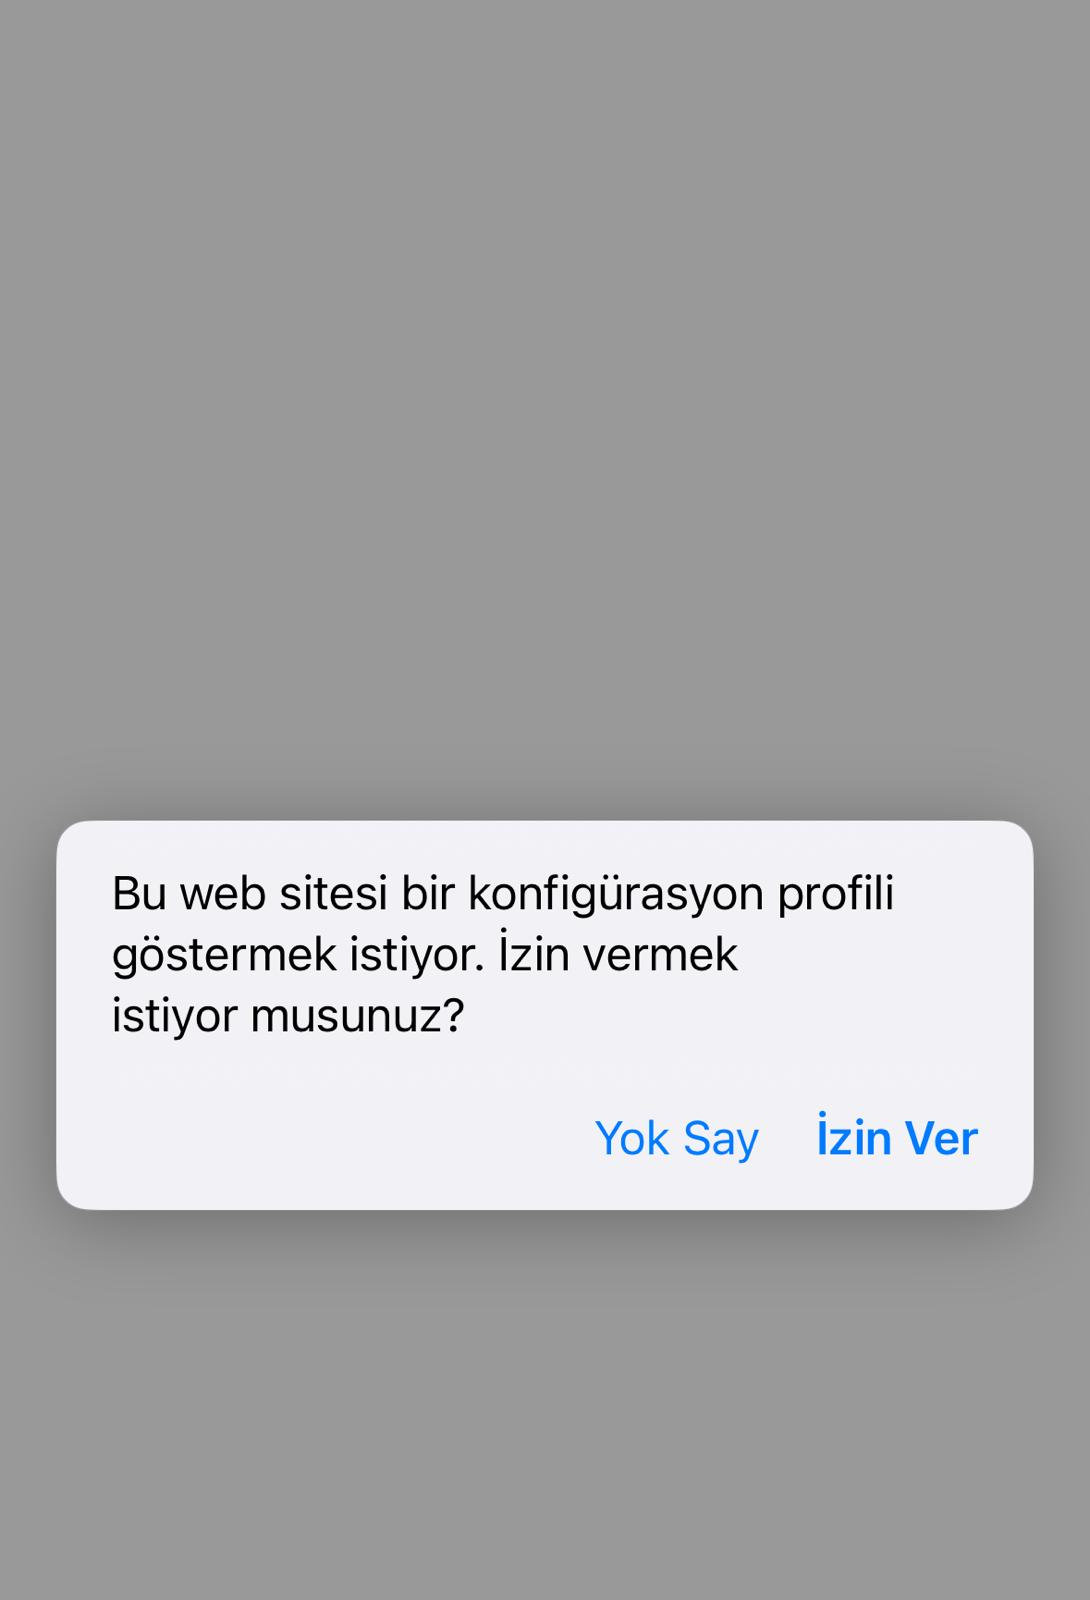 Bu web sitesi bir konfigürasyon profili
göstermek istiyor. İzin vermek
istiyor musunuz?
Yok Say İzin Ver